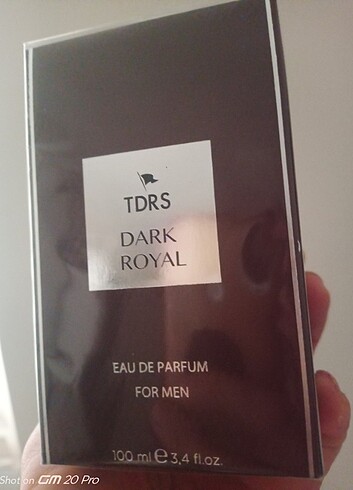 TDRS
DARK
ROYAL
EAU DE PARFUM
FOR MEN
100 ml e 3,4 fl.oz.
Shot on GM 20 Pro